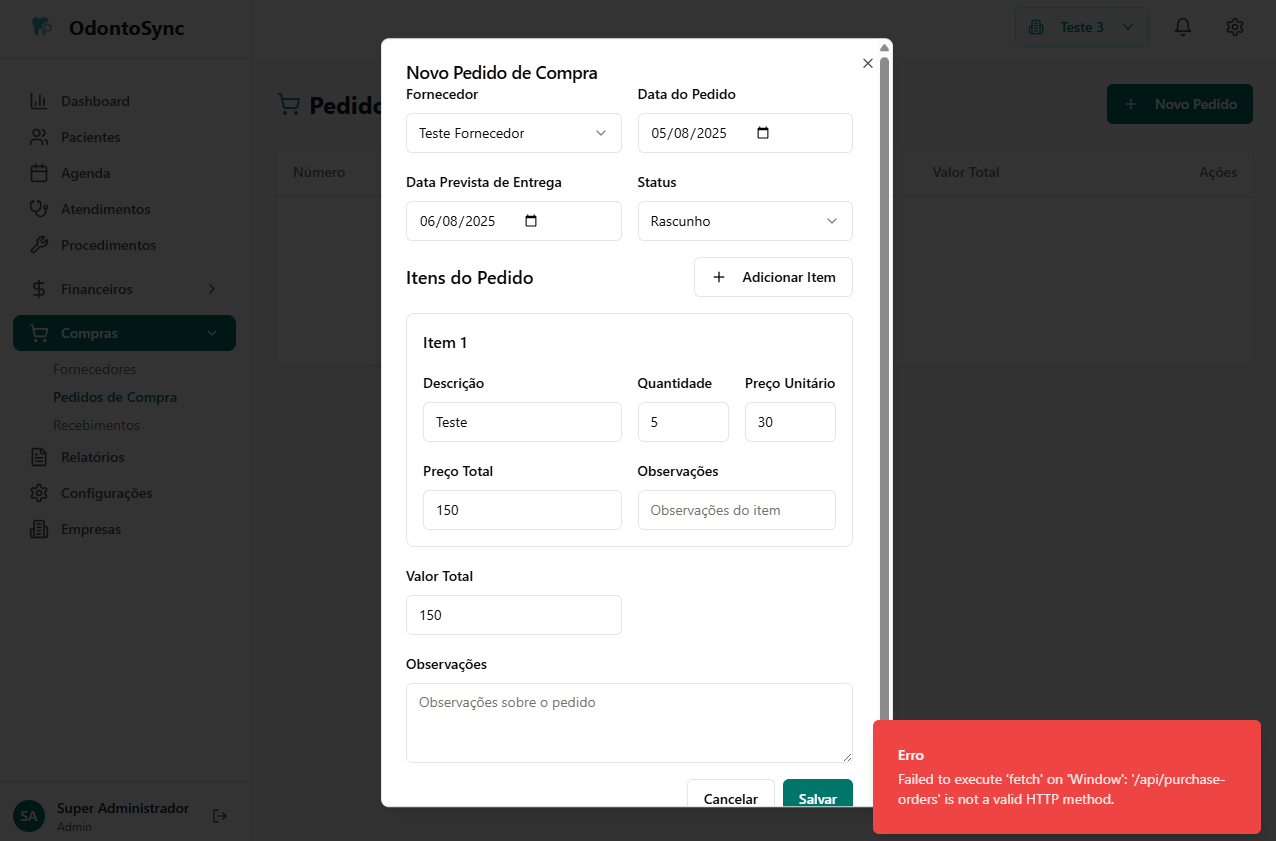 OdontoSync
Teste 3
Dashboard
Pacientes
Agenda
Atendimentos
Procedimentos
Financeiros
Compras
Fornecedores
Pedidos de Compra
Recebimentos
Relatórios
Configurações
Empresas
SA
Super Administrador
Admin
Pedido
Novo Pedido
Número
Valor Total
Ações
Novo Pedido de Compra
Fornecedor
Data do Pedido
Teste Fornecedor
05/08/2025
Data Prevista de Entrega
Status
06/08/2025
Rascunho
Itens do Pedido
Adicionar Item
Item 1
Descrição
Quantidade
Preço Unitário
Teste
5
30
Preço Total
Observações
150
Observações do item
Valor Total
150
Observações
Observações sobre o pedido
Cancelar
Salvar
Erro
Failed to execute 'fetch' on 'Window': '/api/purchase-
orders' is not a valid HTTP method.